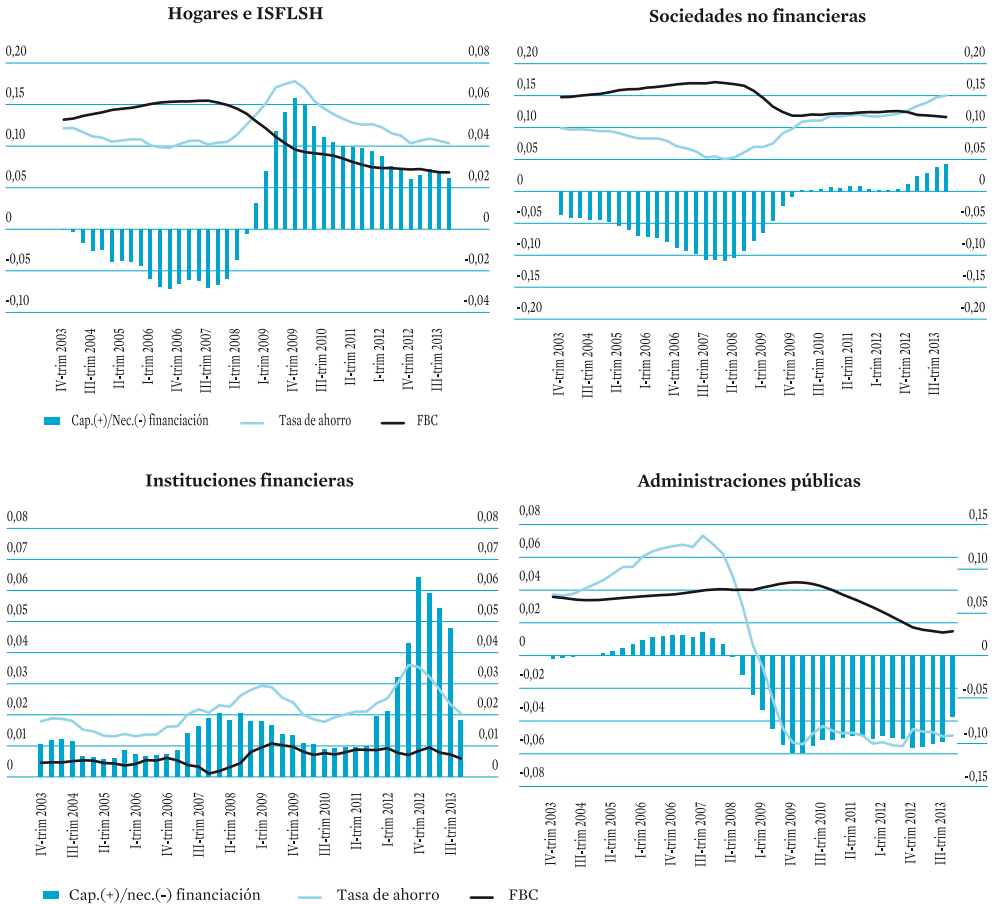 Hogares e ISFLSH
0,20 0,08
0,15 0,06
0,10 0,04
0,05 0,02
0 0
-0,05 -0,02
-0,10 -0,04
IV-trim 2003
III-trim 2004
II-trim 2005
I-trim 2006
IV-trim 2006
III-trim 2007
II-trim 2008
I-trim 2009
IV-trim 2009
III-trim 2010
II-trim 2011
I-trim 2012
IV-trim 2012
III-trim 2013
Cap.(+)/Nec.(-) financiación Tasa de ahorro FBC
Sociedades no financieras
0,20 0,20
0,15 0,15
0,10 0,10
0,05 0,05
0 0
-0,05 -0,05
-0,10 -0,10
-0,15 -0,15
-0,20 -0,20
IV-trim 2003
III-trim 2004
II-trim 2005
I-trim 2006
IV-trim 2006
III-trim 2007
II-trim 2008
I-trim 2009
IV-trim 2009
III-trim 2010
II-trim 2011
I-trim 2012
IV-trim 2012
III-trim 2013
Instituciones financieras
0,08 0,08
0,07 0,07
0,06 0,06
0,05 0,05
0,04 0,04
0,03 0,03
0,02 0,02
0,01 0,01
0 0
IV-trim 2003
III-trim 2004
II-trim 2005
I-trim 2006
IV-trim 2006
III-trim 2007
II-trim 2008
I-trim 2009
IV-trim 2009
III-trim 2010
II-trim 2011
I-trim 2012
IV-trim 2012
III-trim 2013
Administraciones públicas
0,08 0,15
0,06 0,10
0,04
0,02 0,05
0 0
-0,02
-0,04 -0,05
-0,06 -0,10
-0,08 -0,15
IV-trim 2003
III-trim 2004
II-trim 2005
I-trim 2006
IV-trim 2006
III-trim 2007
II-trim 2008
I-trim 2009
IV-trim 2009
III-trim 2010
II-trim 2011
I-trim 2012
IV-trim 2012
III-trim 2013
Cap.(+)/nec.(-) financiación Tasa de ahorro FBC